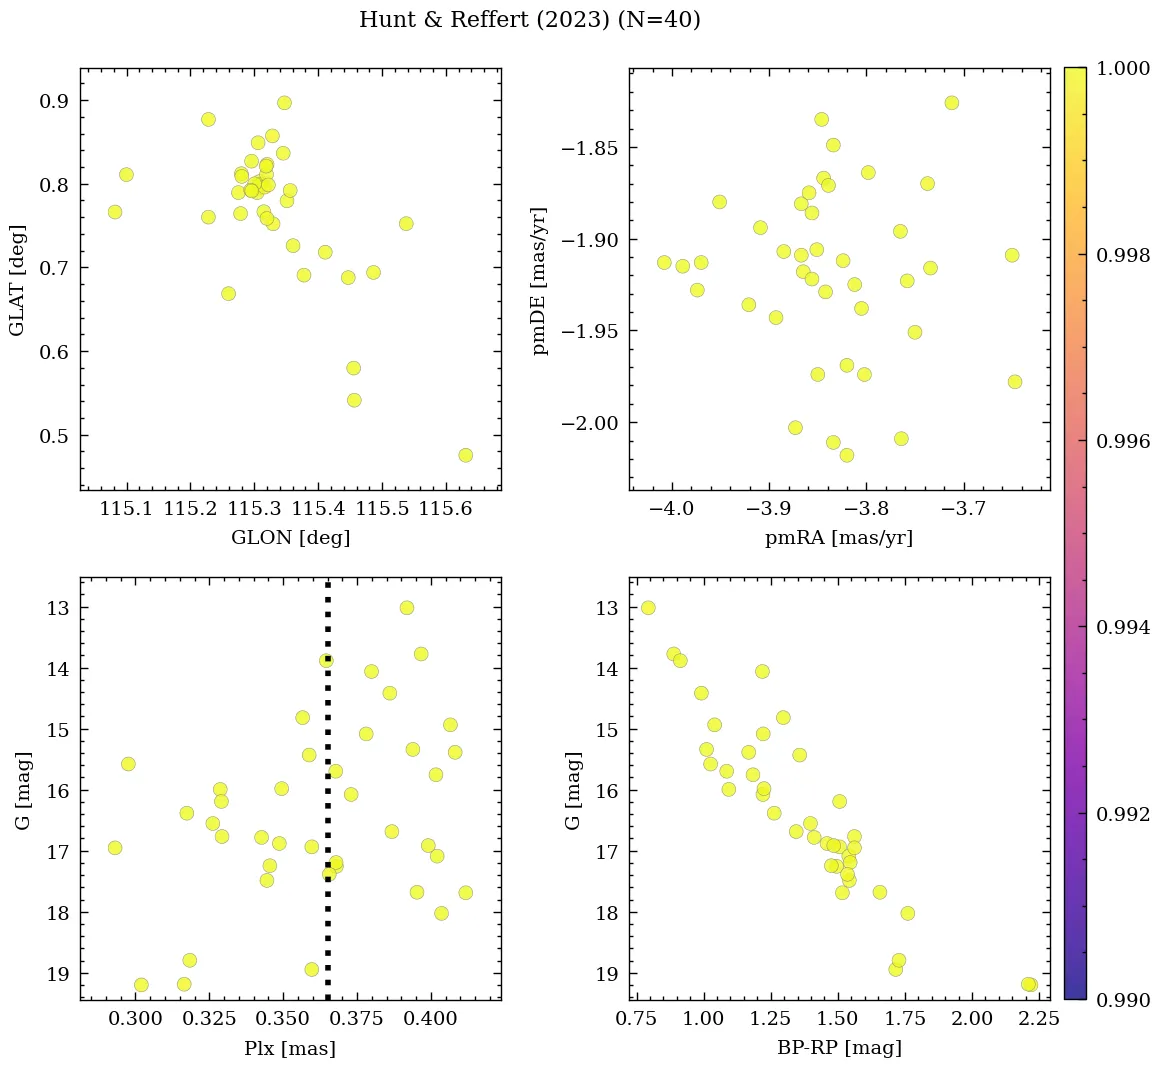 Hunt & Reffert (2023) (N=40)
0.9
0.8
0.7
0.6
0.5
GLAT [deg]
115.1 115.2 115.3 115.4 115.5 115.6
GLON [deg]
−1.85
−1.90
−1.95
−2.00
pmDE [mas/yr]
−4.0 −3.9 −3.8 −3.7
pmRA [mas/yr]
1.000
0.998
0.996
0.994
0.992
0.990
13
14
15
16
17
18
19
G [mag]
0.300 0.325 0.350 0.375 0.400
Plx [mas]
13
14
15
16
17
18
19
G [mag]
0.75 1.00 1.25 1.50 1.75 2.00 2.25
BP-RP [mag]